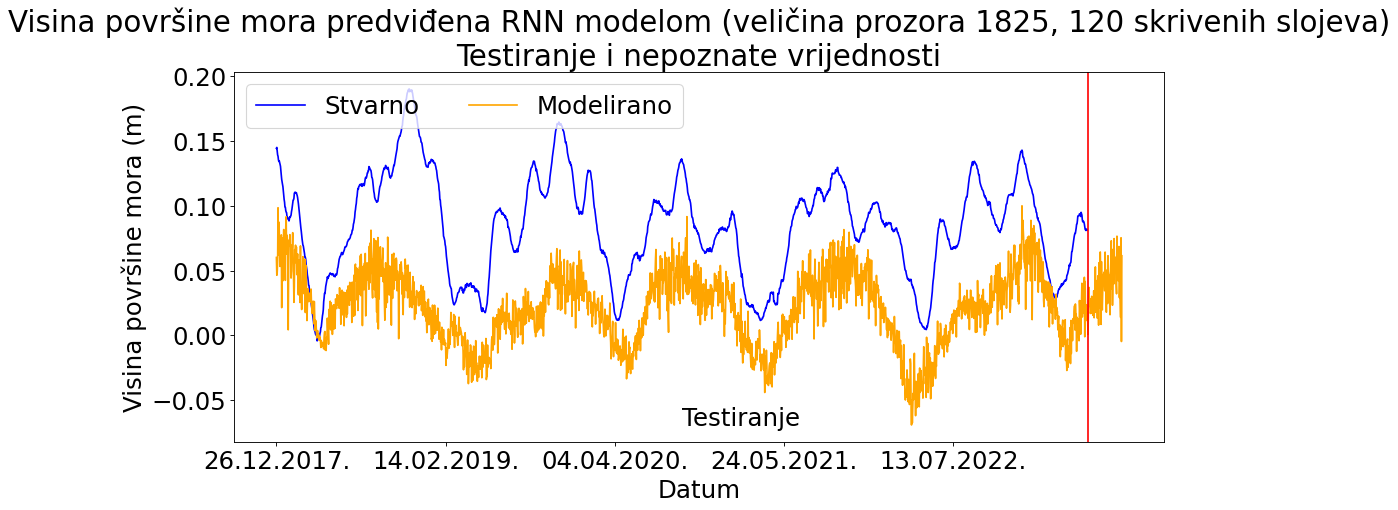 Visina površine mora predviđena RNN modelom (veličina prozora 1825, 120 skrivenih slojeva)
Testiranje i nepoznate vrijednosti
Stvarno
Modelirano
Visina površine mora (m)
0.20
0.15
0.10
0.05
0.00
−0.05
Testiranje
26.12.2017.
14.02.2019.
04.04.2020.
24.05.2021.
13.07.2022.
Datum